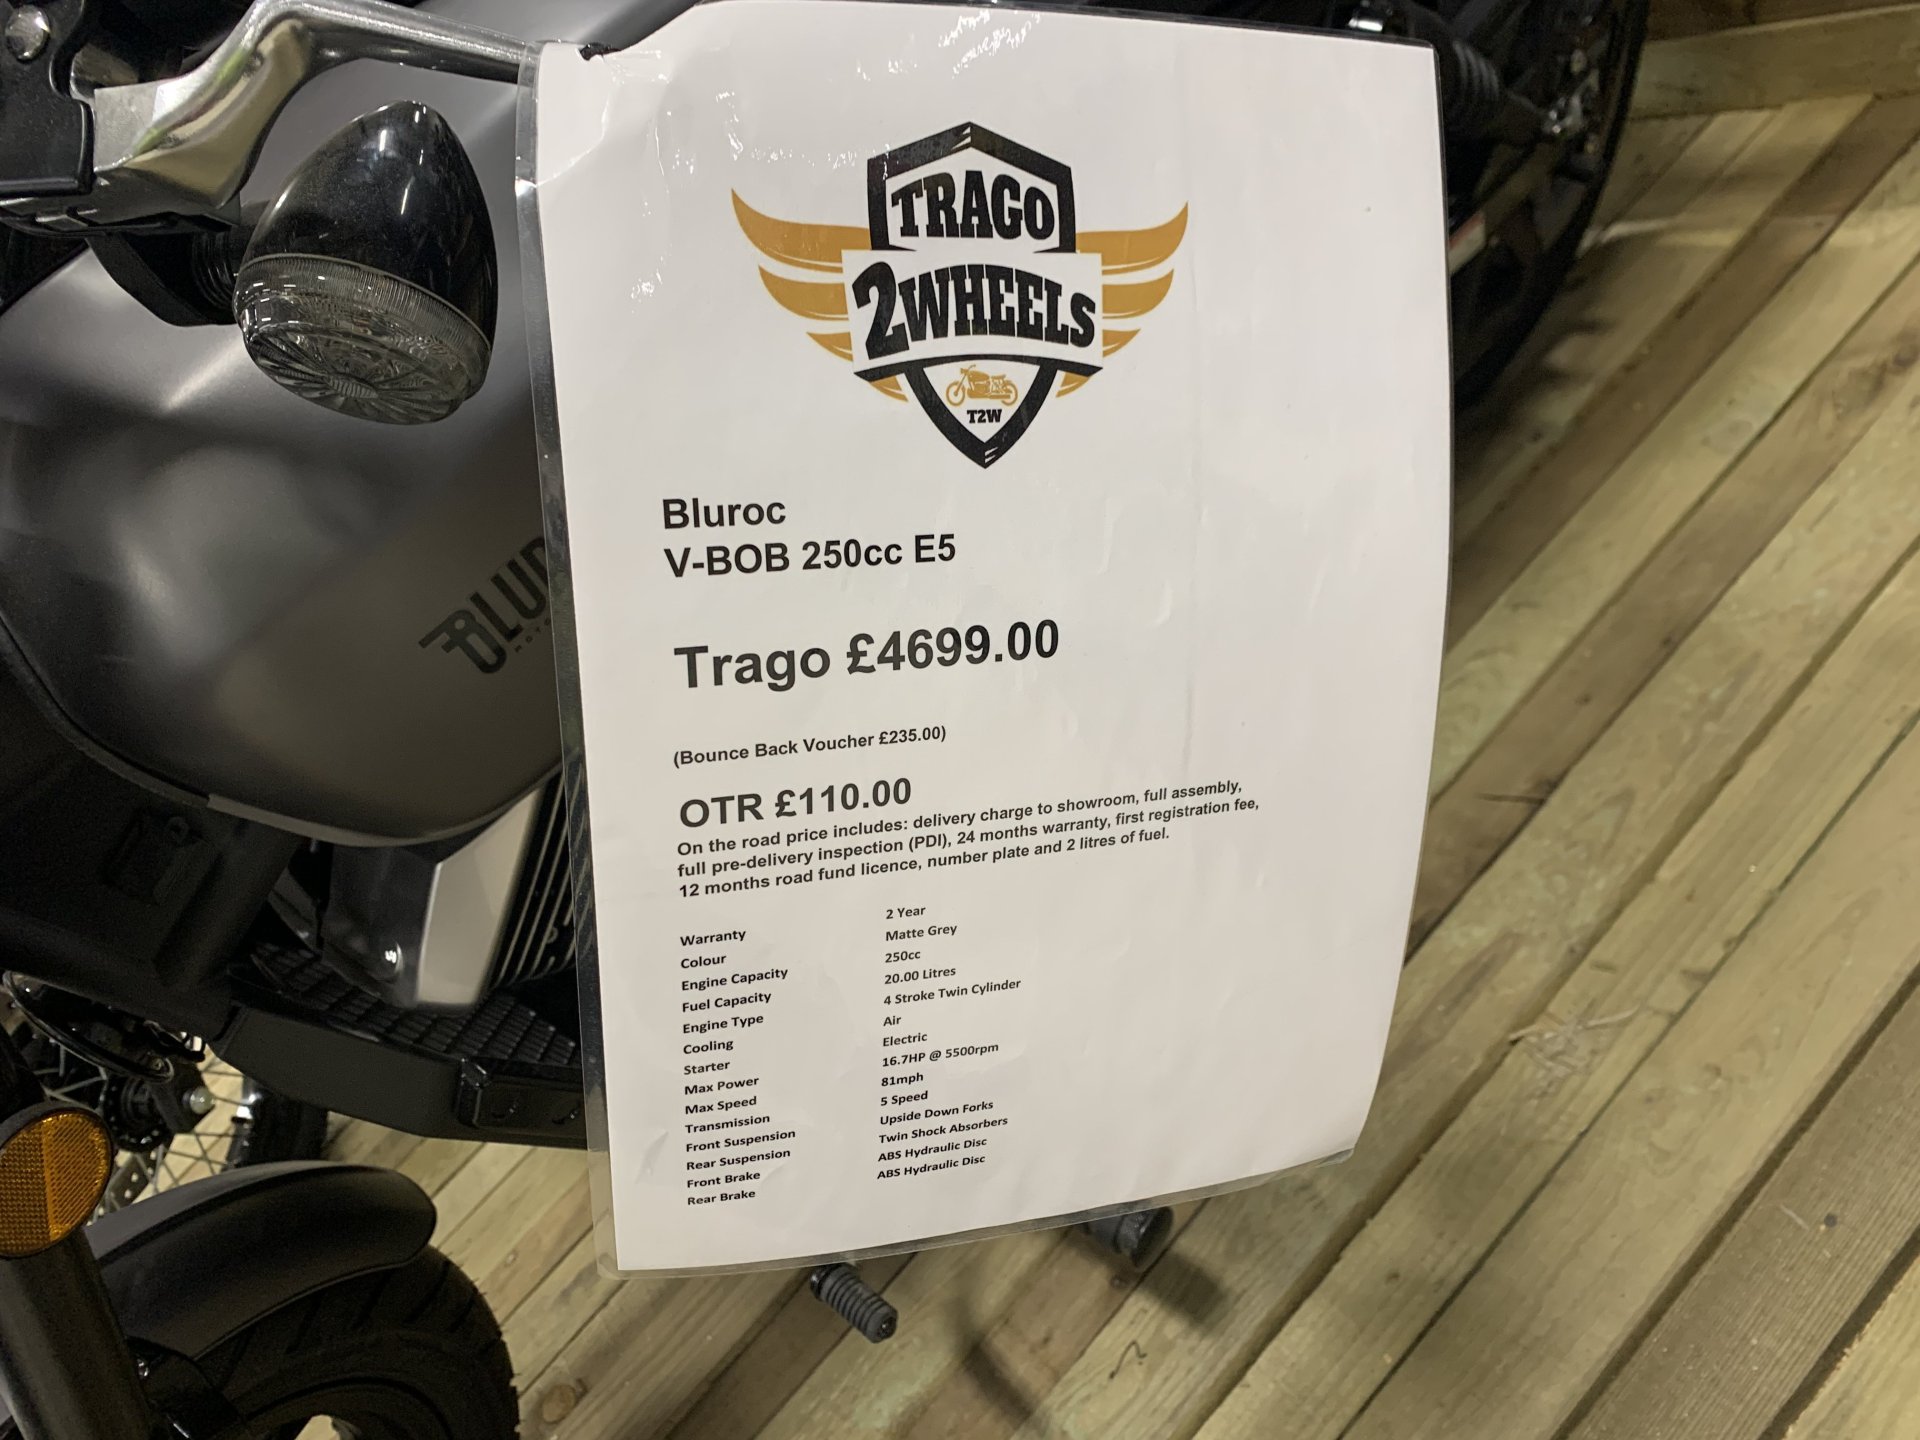 TRAGO
2WHEELS
T2W
Bluroc
V-BOB 250cc E5
Trago £4699.00
(Bounce Back Voucher £235.00)
OTR £110.00
On the road price includes: delivery charge to showroom, full assembly,
full pre-delivery inspection (PDI), 24 months warranty, first registration fee,
12 months road fund licence, number plate and 2 litres of fuel.
Warranty 2 Year
Colour Matte Grey
Engine Capacity 250cc
Fuel Capacity 20.00 Litres
Engine Type 4 Stroke Twin Cylinder
Cooling Air
Starter Electric
Max Power 16.7HP @ 5500rpm
Max Speed 81mph
Transmission 5 Speed
Front Suspension Upside Down Forks
Rear Suspension Twin Shock Absorbers
Front Brake ABS Hydraulic Disc
Rear Brake ABS Hydraulic Disc